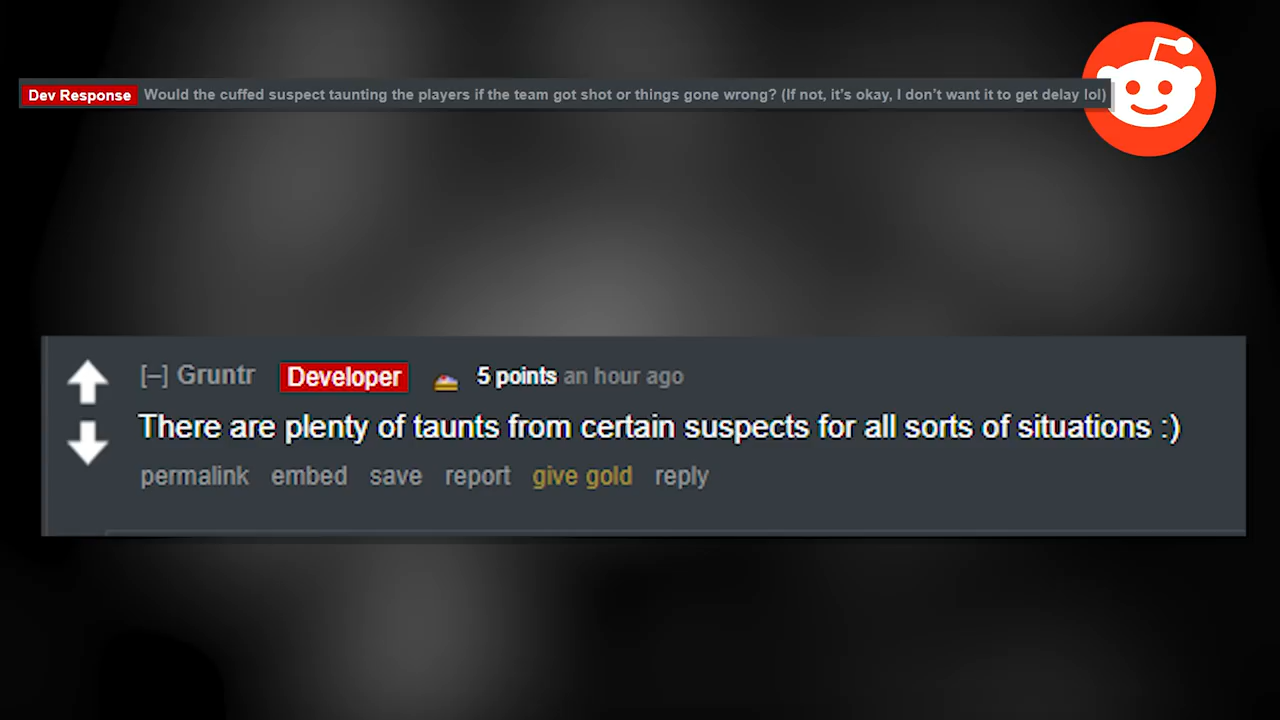 Dev Response Would the cuffed suspect taunting the players if the team got shot or things gone wrong? (If not, it's okay, I don't want it to get delay lol)
[–] Gruntr Developer 5 points an hour ago
There are plenty of taunts from certain suspects for all sorts of situations :)
permalink embed save report give gold reply